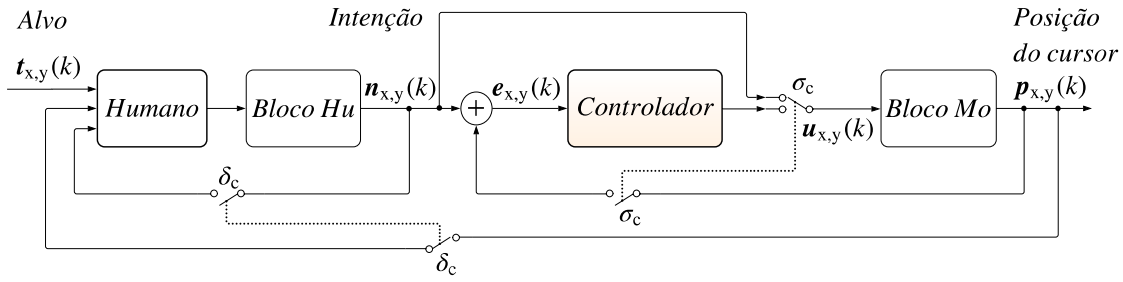 Alvo
Intenção
Posição
do cursor
t_x,y(k)
n_x,y(k)
e_x,y(k)
σ_c
p_x,y(k)
Humano
Bloco Hu
+
Controlador
u_x,y(k)
Bloco Mo
δ_c
σ_c
δ_c